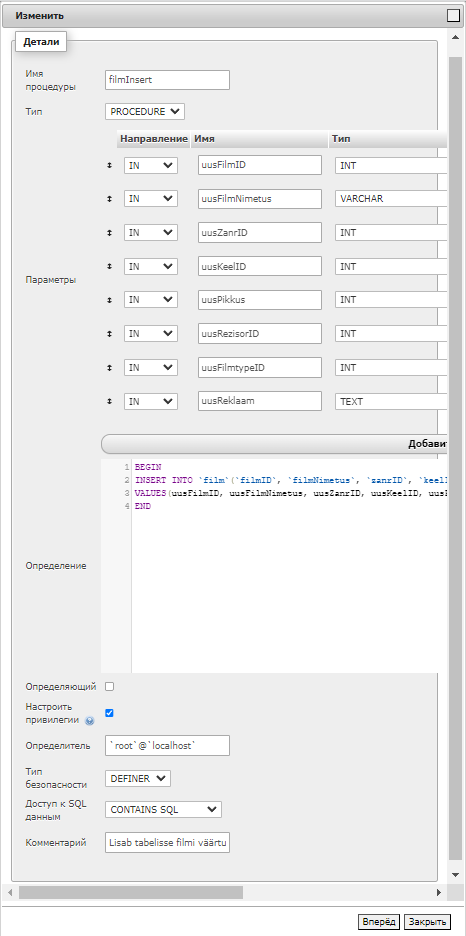 Изменить
Детали
Имя
процедуры
filmInsert
Тип
PROCEDURE
Направление Имя Тип
IN uusFilmID INT
IN uusFilmNimetus VARCHAR
IN uusZanrID INT
IN uusKeelID INT
Параметры
IN uusPikkus INT
IN uusRezisorID INT
IN uusFilmtypeID INT
IN uusReklaam TEXT
Добавит
1 BEGIN
2 INSERT INTO `film`(`filmID`, `filmNimetus`, `zanrID`, `keelI
3 VALUES(uusFilmID, uusFilmNimetus, uusZanrID, uusKeelID, uusP
4 END
Определение
Определяющий
Настроить
привилегии
Определитель `root`@`localhost`
Тип
безопасности
DEFINER
Доступ к SQL
данным
CONTAINS SQL
Комментарий Lisab tabelisse filmi väärtu
Вперёд Закрыть